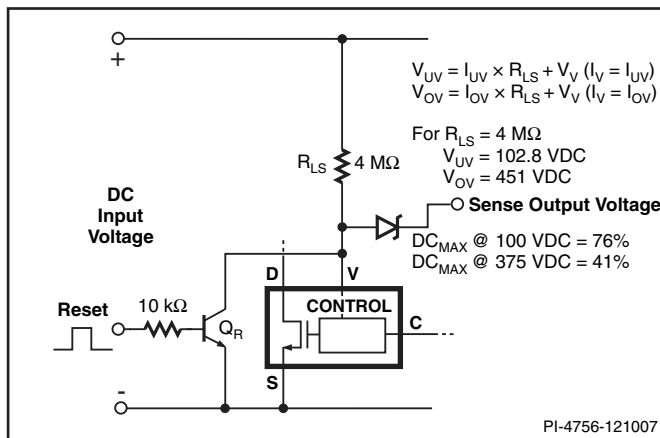 +
V_UV = I_UV × R_LS + V_V (I_V = I_UV)
V_OV = I_OV × R_LS + V_V (I_V = I_OV)
For R_LS = 4 MΩ
V_UV = 102.8 VDC
V_OV = 451 VDC
R_LS 4 MΩ
DC
Input
Voltage
Sense Output Voltage
DC_MAX @ 100 VDC = 76%
DC_MAX @ 375 VDC = 41%
D V
CONTROL
C
Reset
10 kΩ
Q_R
S
-
PI-4756-121007